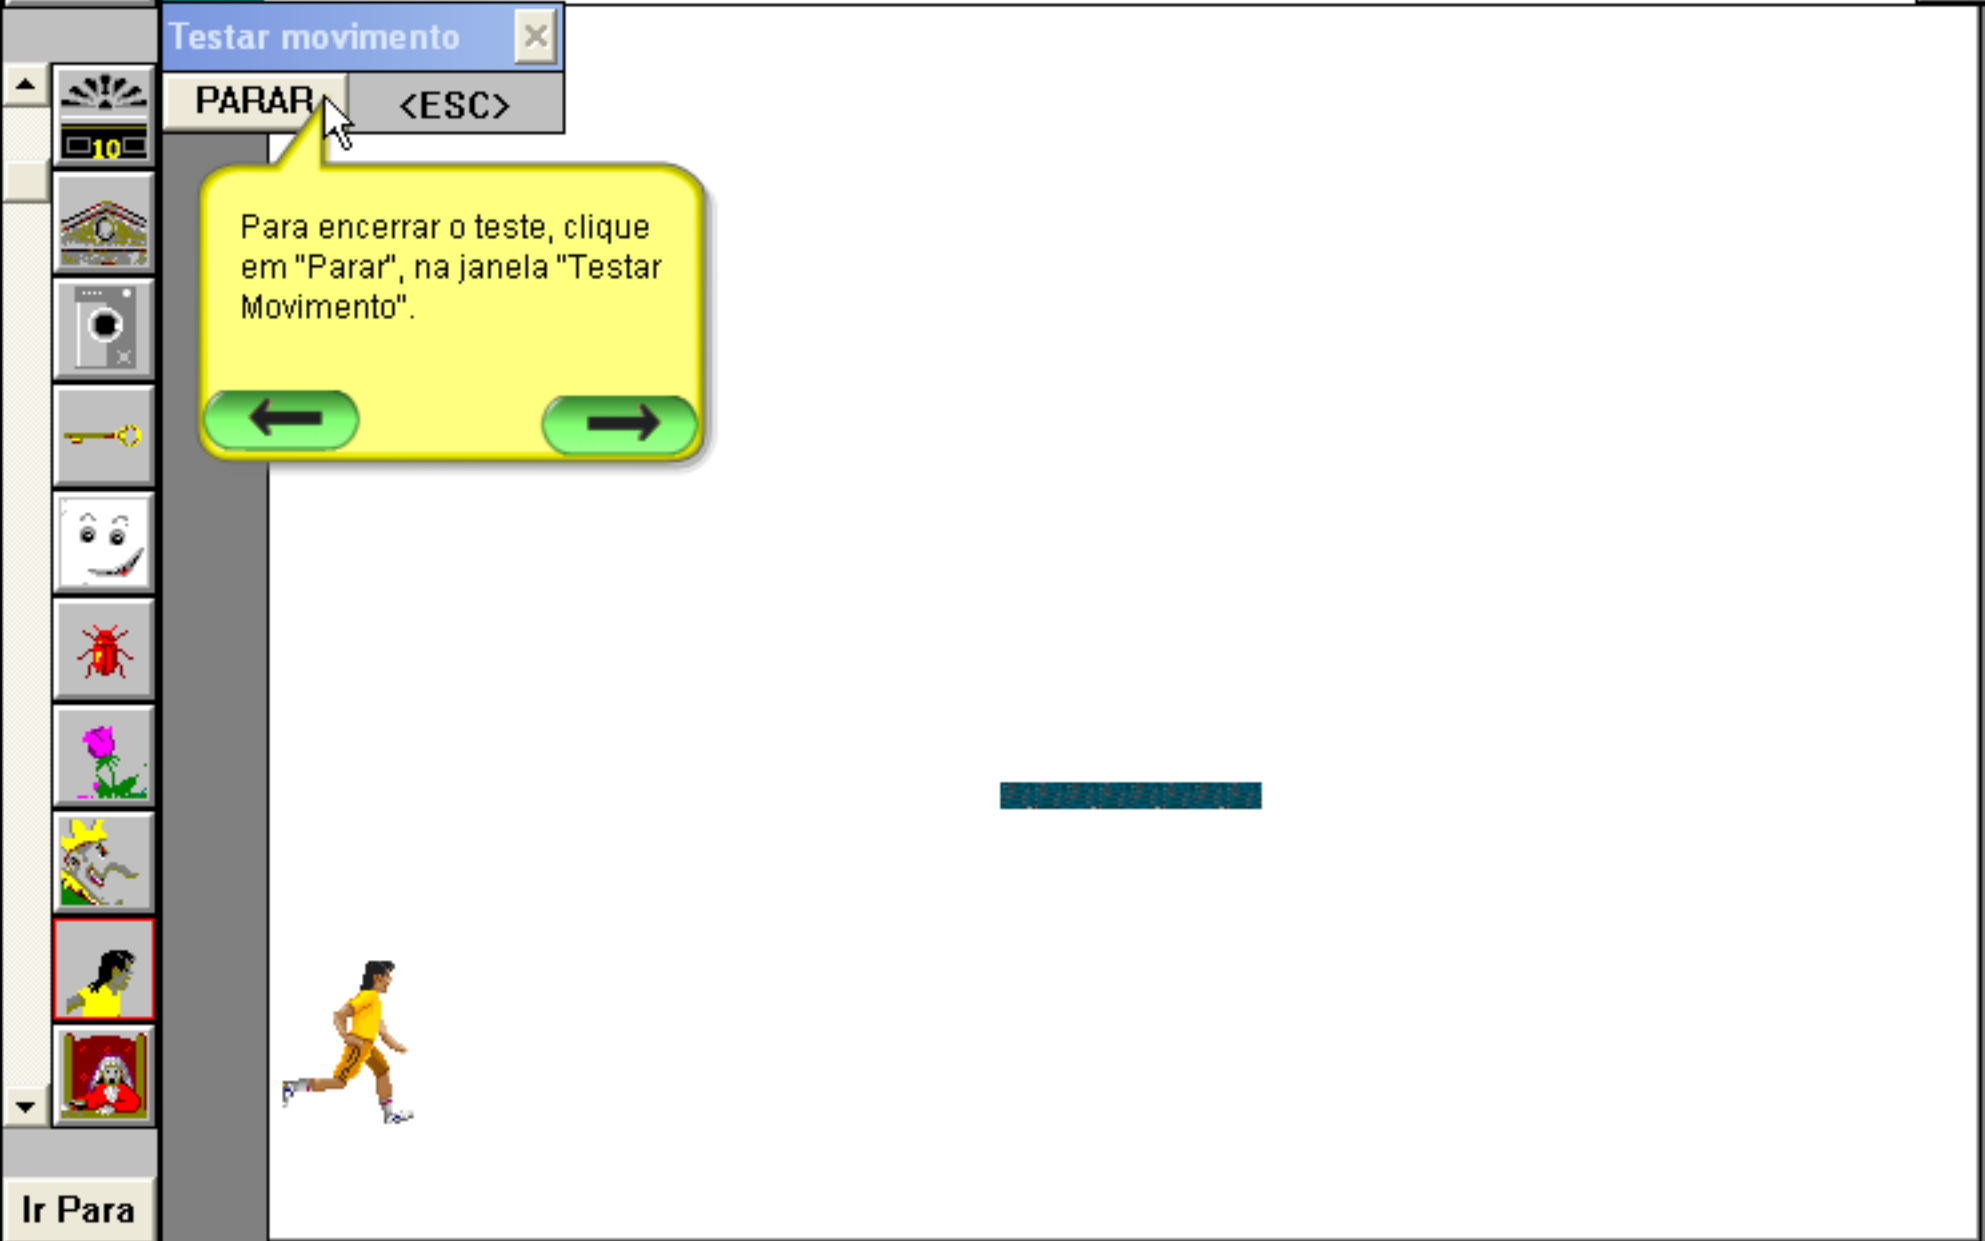 Testar movimento
PARAR <ESC>
10
Para encerrar o teste, clique
em "Parar", na janela "Testar
Movimento".
Ir Para